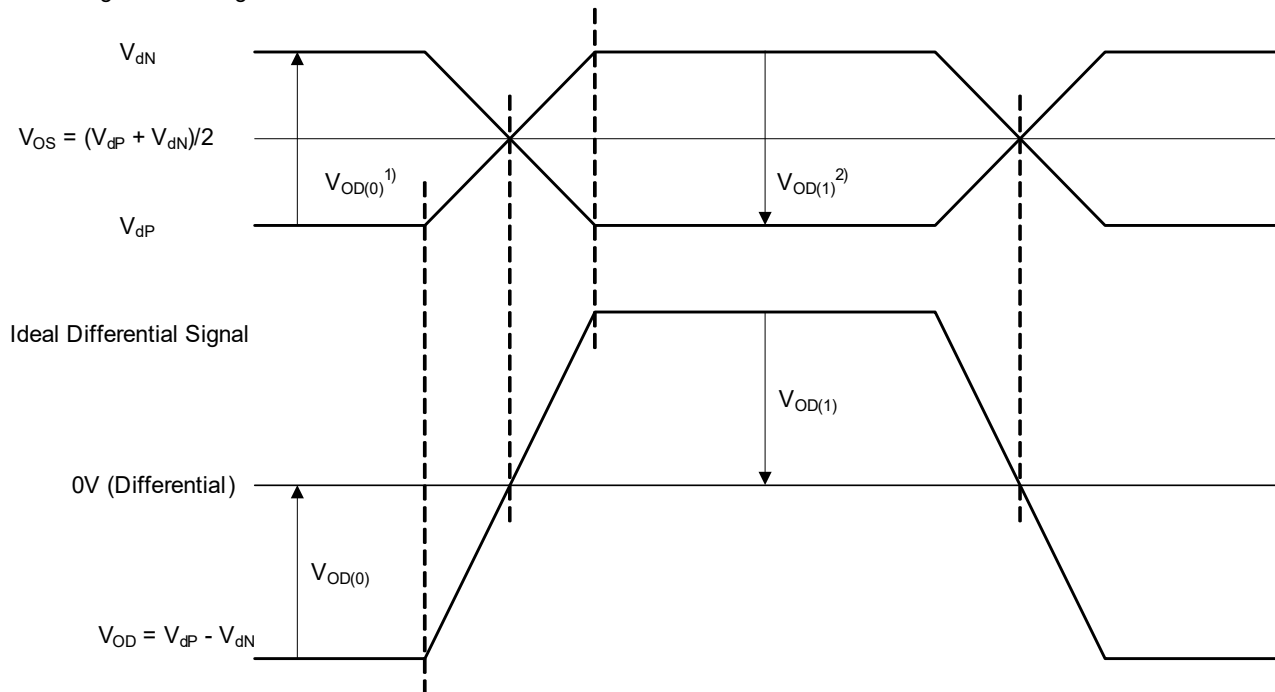 V_dN
V_OS = (V_dP + V_dN)/2
V_OD(0)^1)
V_OD(1)^2)
V_dP
Ideal Differential Signal
V_OD(1)
0V (Differential)
V_OD(0)
V_OD = V_dP - V_dN